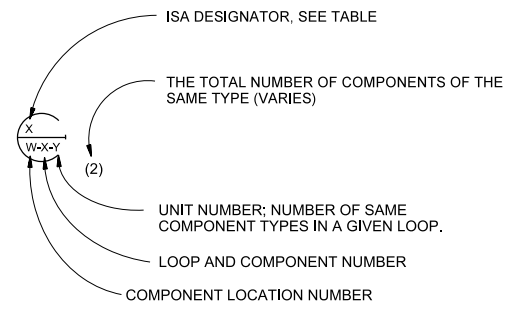 ISA DESIGNATOR, SEE TABLE
THE TOTAL NUMBER OF COMPONENTS OF THE
SAME TYPE (VARIES)
X
W-X-Y
(2)
UNIT NUMBER; NUMBER OF SAME
COMPONENT TYPES IN A GIVEN LOOP.
LOOP AND COMPONENT NUMBER
COMPONENT LOCATION NUMBER